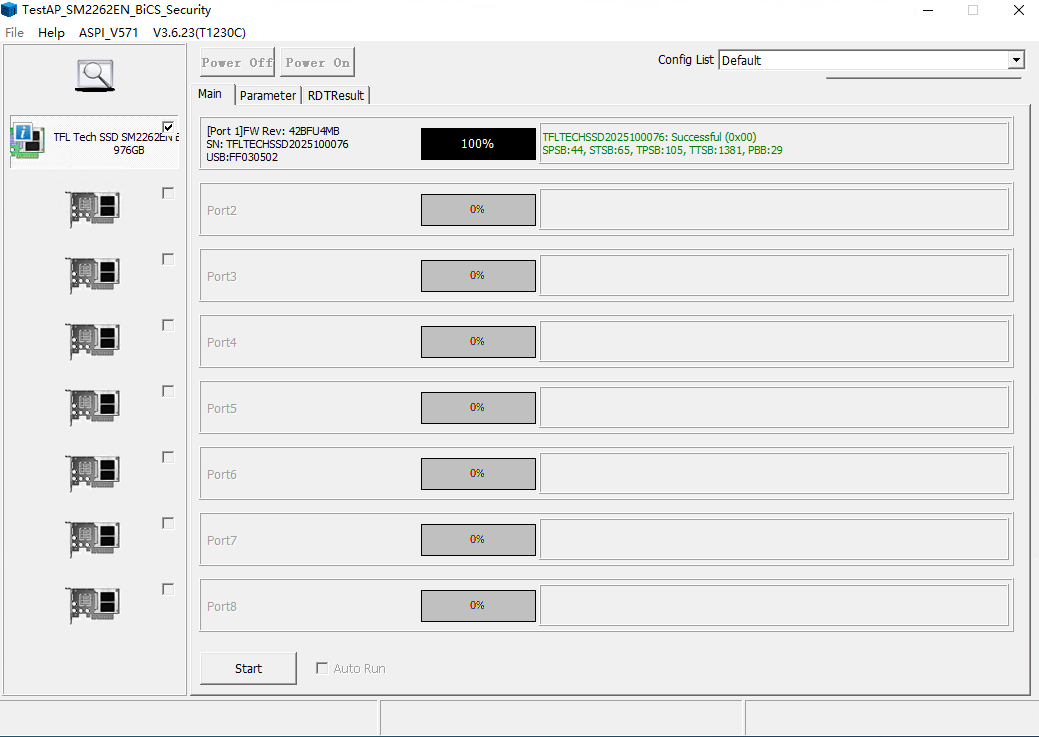 TestAP_SM2262EN_BiCS_Security
File Help ASPI_V571 V3.6.23(T1230C)
Power Off Power On
Config List Default
Main Parameter RDTResult
TFL Tech SSD SM2262EN
976GB
[Port 1]FW Rev: 42BFU4MB
SN: TFLTECHSSD2025100076
USB:FF030502
100%
TFLTECHSSD2025100076: Successful (0x00)
SPSB:44, STSB:65, TPSB:105, TTSB:1381, PBB:29
Port2 0%
Port3 0%
Port4 0%
Port5 0%
Port6 0%
Port7 0%
Port8 0%
Start Auto Run